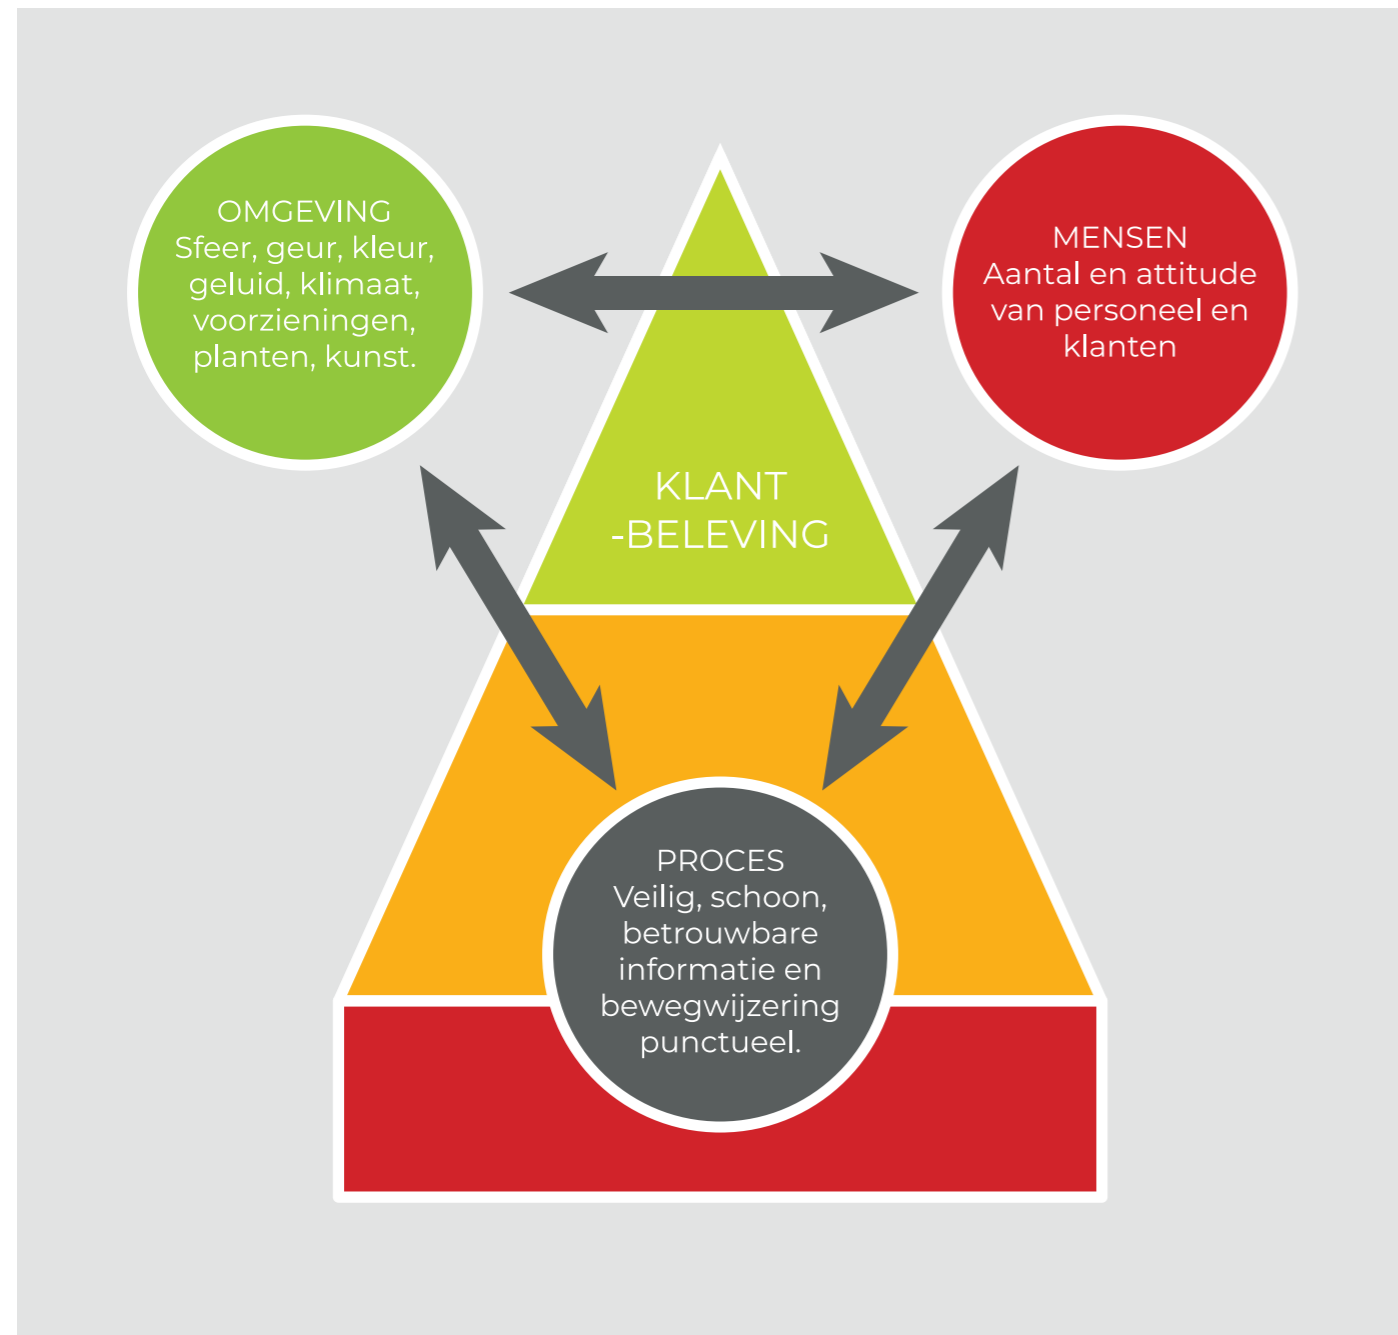 OMGEVING
Sfeer, geur, kleur,
geluid, klimaat,
voorzieningen,
planten, kunst.
MENSEN
Aantal en attitude
van personeel en
klanten
KLANT
-BELEVING
PROCES
Veilig, schoon,
betrouwbare
informatie en
bewegwijzering
punctueel.